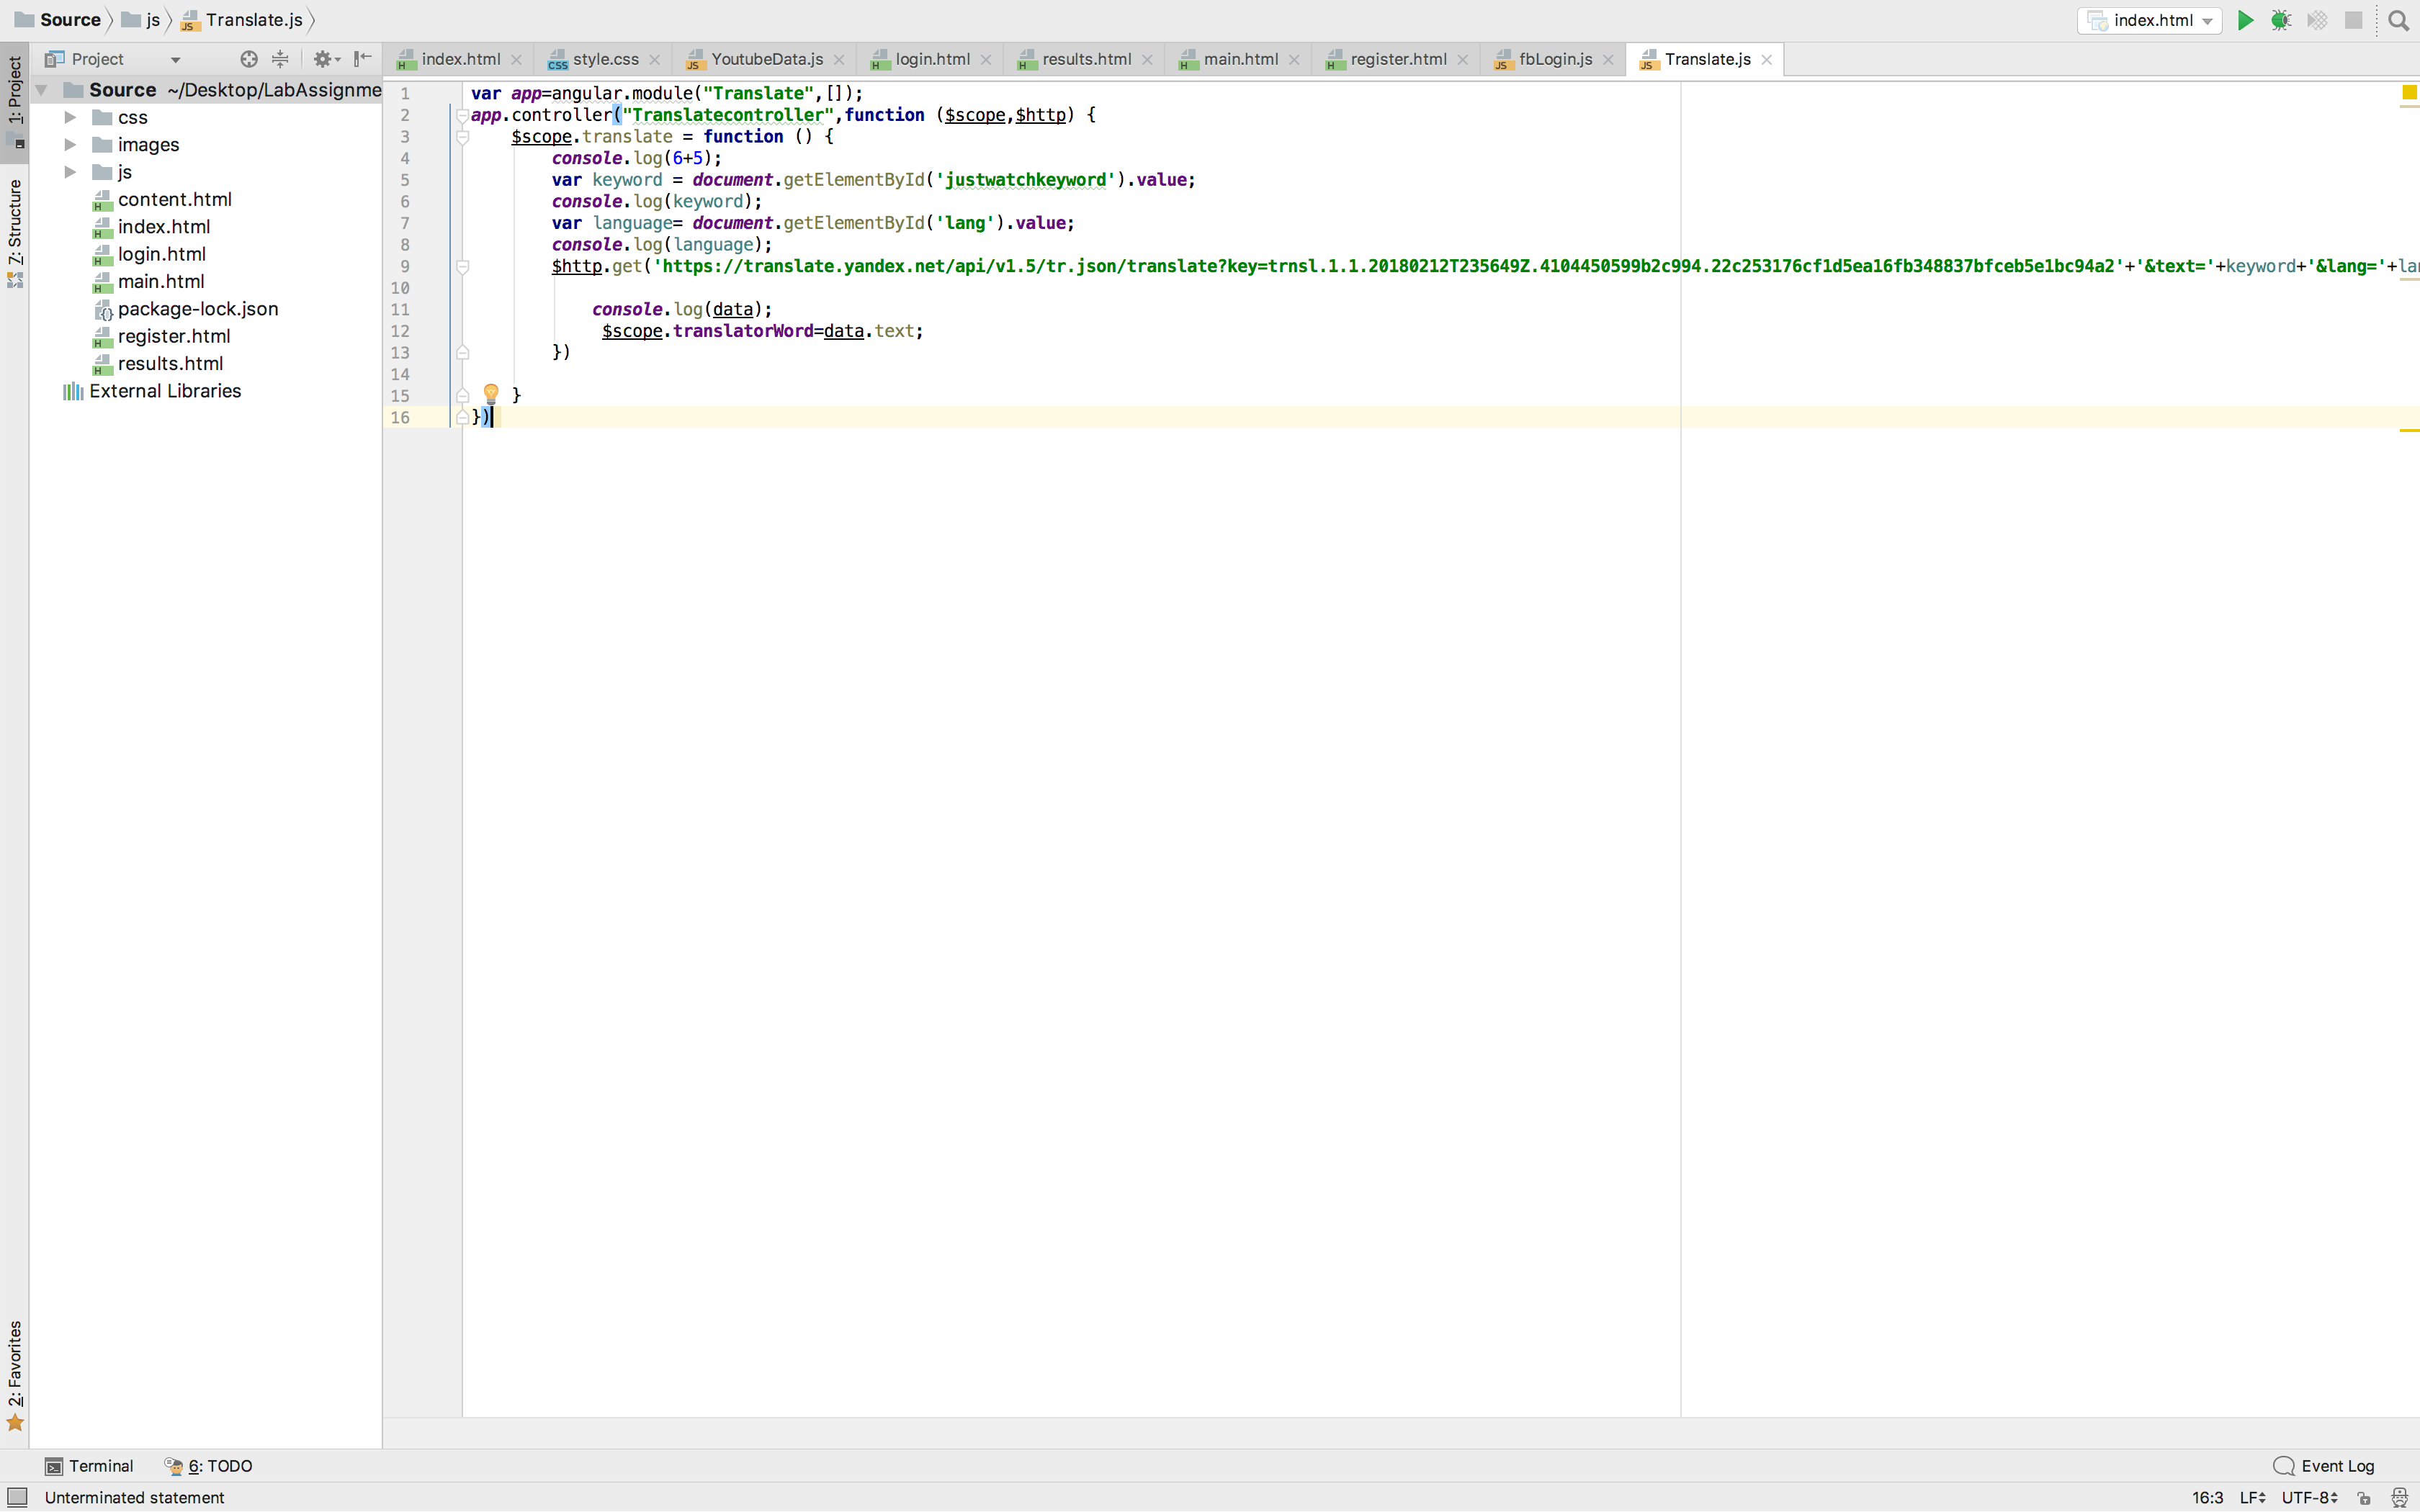 Source js Translate.js
index.html
1: Project
Project
index.html style.css YoutubeData.js login.html results.html main.html register.html fbLogin.js Translate.js
Source ~/Desktop/LabAssignme
css
images
js
content.html
index.html
login.html
main.html
package-lock.json
register.html
results.html
External Libraries
7: Structure
2: Favorites
1 var app=angular.module("Translate",[]);
2 app.controller("Translatecontroller",function ($scope,$http) {
3 $scope.translate = function () {
4 console.log(6+5);
5 var keyword = document.getElementById('justwatchkeyword').value;
6 console.log(keyword);
7 var language= document.getElementById('lang').value;
8 console.log(language);
9 $http.get('https://translate.yandex.net/api/v1.5/tr.json/translate?key=trnsl.1.1.20180212T235649Z.4104450599b2c994.22c253176cf1d5ea16fb348837bfceb5e1bc94a2'+'&text='+keyword+'&lang='+lan
10
11 console.log(data);
12 $scope.translatorWord=data.text;
13 })
14
15 }
16 })
Terminal 6: TODO Event Log
Unterminated statement 16:3 LF UTF-8